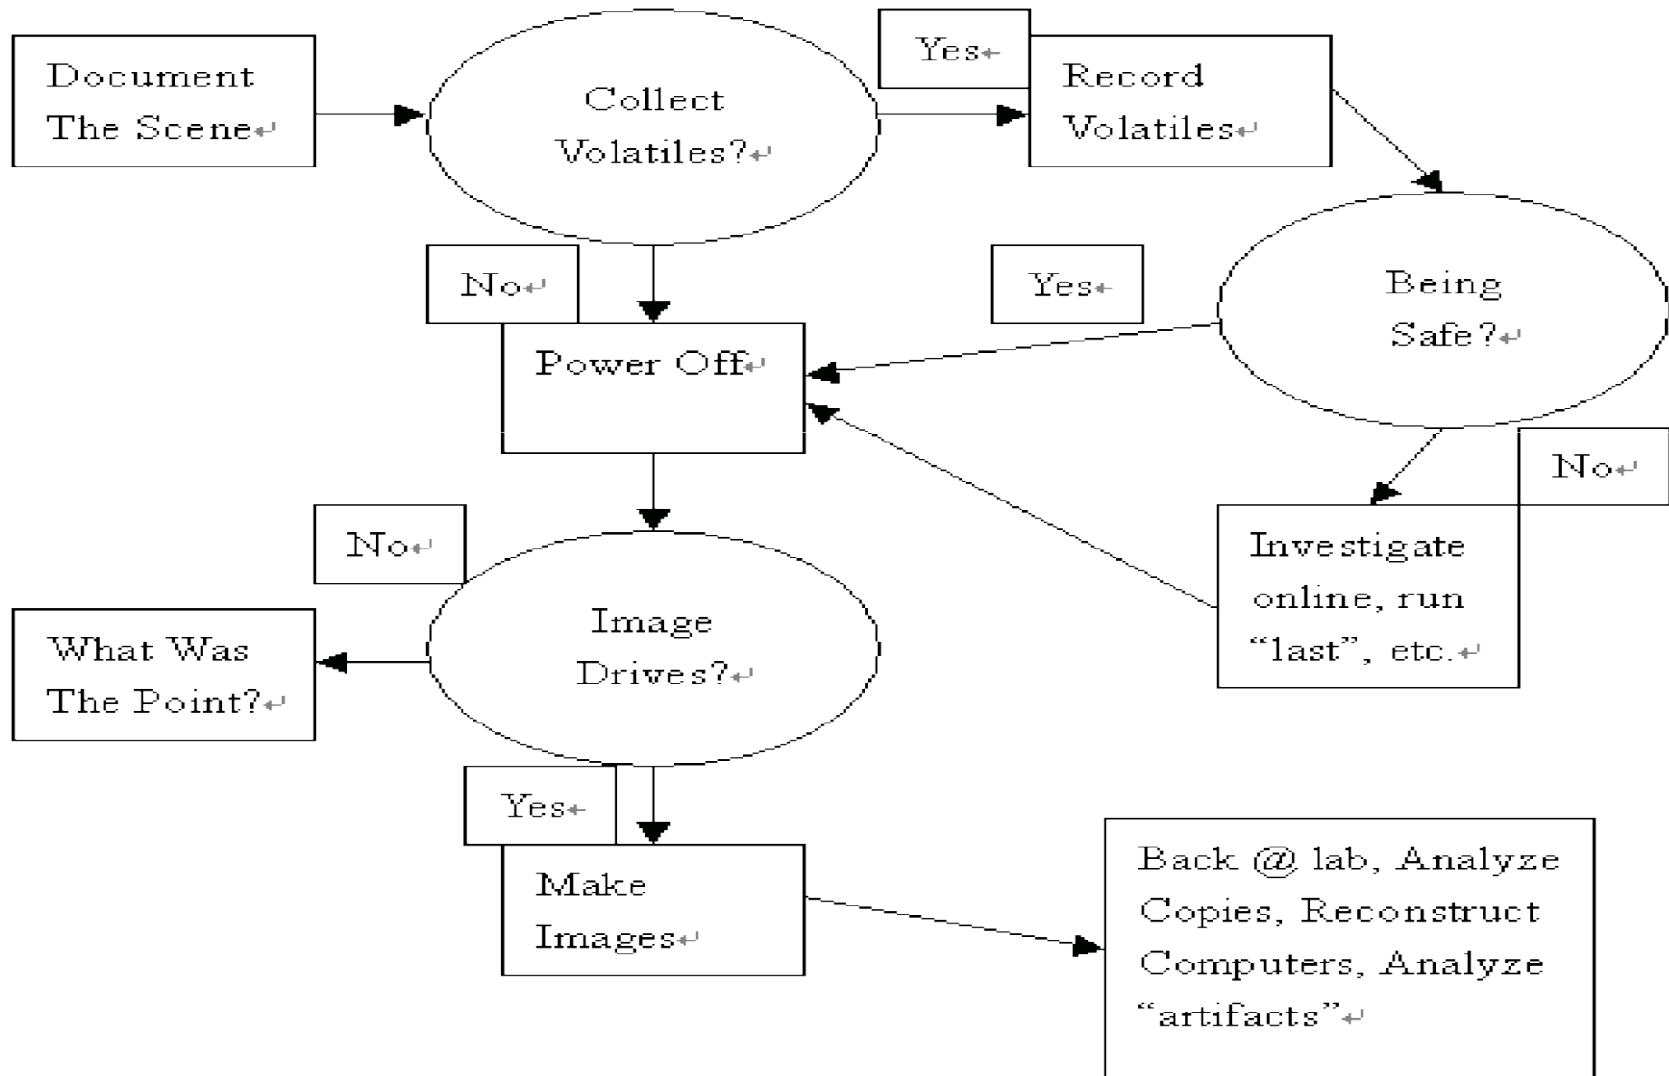 Document
The Scene
Collect
Volatiles?
Yes
Record
Volatiles
No
Yes
Being
Safe?
Power Off
No
No
Investigate
online, run
“last”, etc.
Image
Drives?
What Was
The Point?
Yes
Make
Images
Back @ lab, Analyze
Copies, Reconstruct
Computers, Analyze
“artifacts”